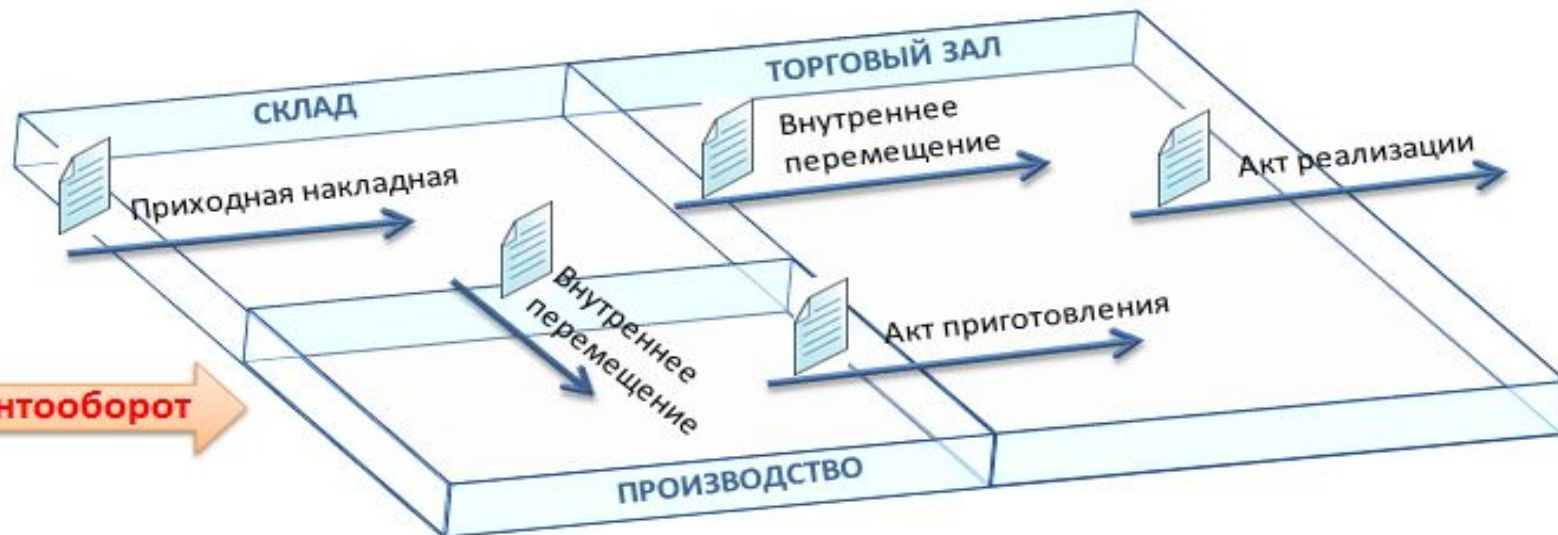 СКЛАД
ТОРГОВЫЙ ЗАЛ
Приходная накладная
Внутреннее
перемещение
Акт реализации
Внутреннее
перемещение
Акт приготовления
нтооборот
ПРОИЗВОДСТВО